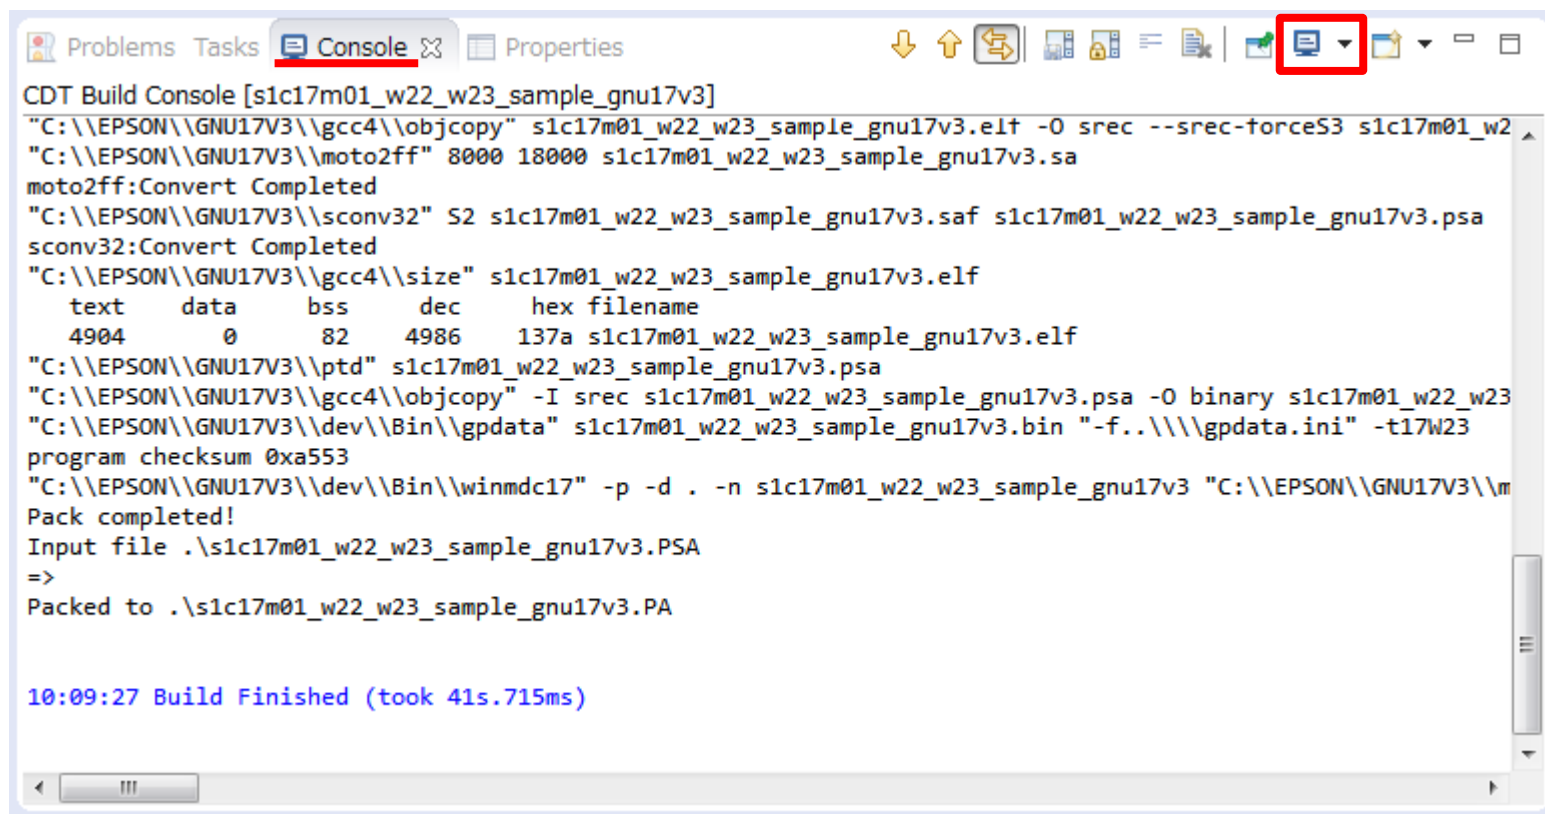 Problems Tasks Console Properties
CDT Build Console [s1c17m01_w22_w23_sample_gnu17v3]
"C:\\EPSON\\GNU17V3\\gcc4\\objcopy" s1c17m01_w22_w23_sample_gnu17v3.elf -O srec --srec-forceS3 s1c17m01_w2
"C:\\EPSON\\GNU17V3\\moto2ff" 8000 18000 s1c17m01_w22_w23_sample_gnu17v3.sa
moto2ff:Convert Completed
"C:\\EPSON\\GNU17V3\\sconv32" S2 s1c17m01_w22_w23_sample_gnu17v3.saf s1c17m01_w22_w23_sample_gnu17v3.psa
sconv32:Convert Completed
"C:\\EPSON\\GNU17V3\\gcc4\\size" s1c17m01_w22_w23_sample_gnu17v3.elf
   text    data     bss     dec     hex filename
   4904       0      82    4986    137a s1c17m01_w22_w23_sample_gnu17v3.elf
"C:\\EPSON\\GNU17V3\\ptd" s1c17m01_w22_w23_sample_gnu17v3.psa
"C:\\EPSON\\GNU17V3\\gcc4\\objcopy" -I srec s1c17m01_w22_w23_sample_gnu17v3.psa -O binary s1c17m01_w22_w23
"C:\\EPSON\\GNU17V3\\dev\\Bin\\gpdata" s1c17m01_w22_w23_sample_gnu17v3.bin "-f..\\\\gpdata.ini" -t17W23
program checksum 0xa553
"C:\\EPSON\\GNU17V3\\dev\\Bin\\winmdc17" -p -d . -n s1c17m01_w22_w23_sample_gnu17v3 "C:\\EPSON\\GNU17V3\\m
Pack completed!
Input file .\s1c17m01_w22_w23_sample_gnu17v3.PSA
=>
Packed to .\s1c17m01_w22_w23_sample_gnu17v3.PA
10:09:27 Build Finished (took 41s.715ms)